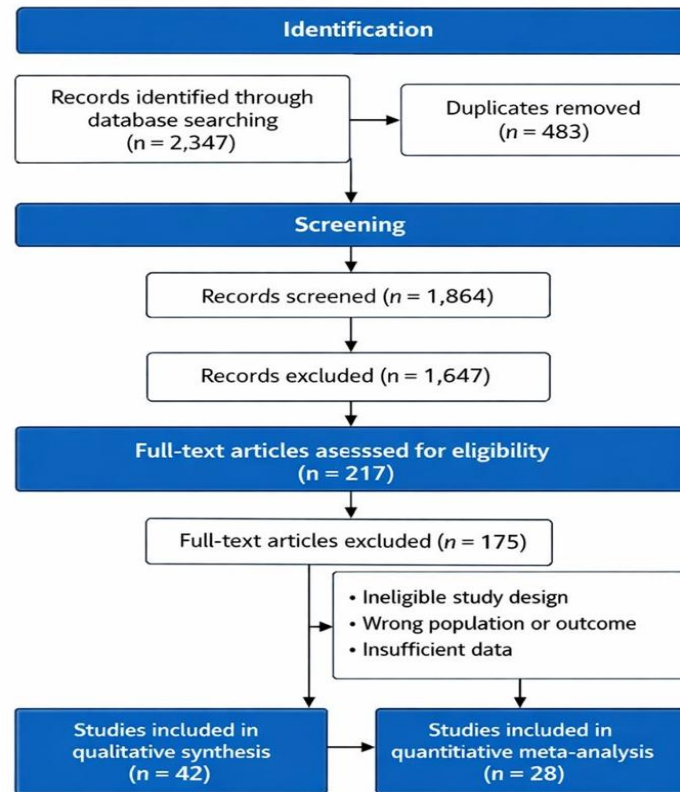 Identification
Records identified through
database searching
(n = 2,347)
Duplicates removed
(n = 483)
Screening
Records screened (n = 1,864)
Records excluded (n = 1,647)
Full-text articles asesssed for eligibility
(n = 217)
Full-text articles excluded (n = 175)
• Ineligible study design
• Wrong population or outcome
• Insufficient data
Studies included in
qualitative synthesis
(n = 42)
Studies included in
quantitiative meta-analysis
(n = 28)